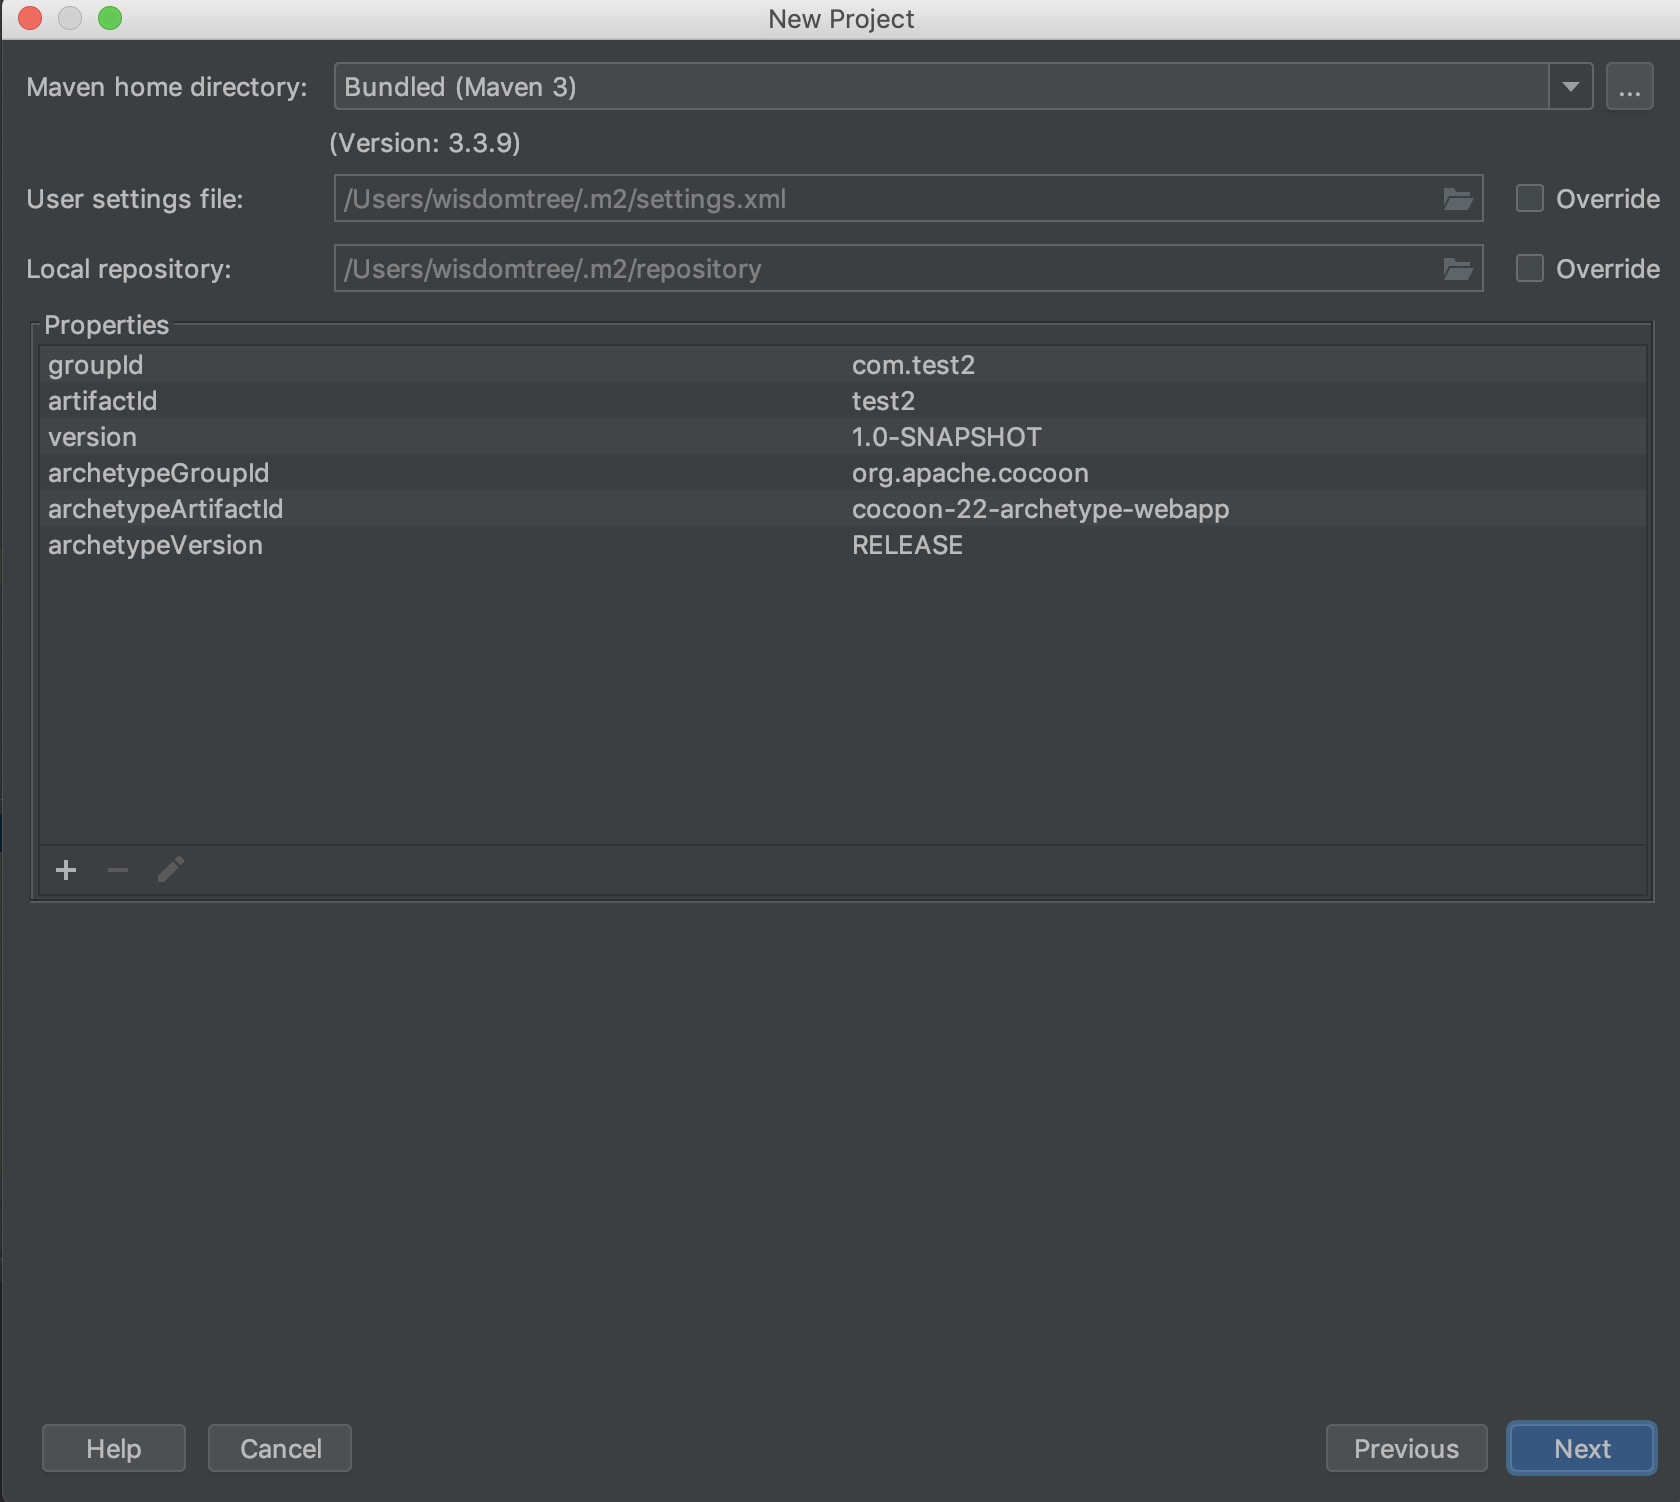 New Project
Maven home directory: Bundled (Maven 3) ...
(Version: 3.3.9)
User settings file: /Users/wisdomtree/.m2/settings.xml Override
Local repository: /Users/wisdomtree/.m2/repository Override
Properties
groupId com.test2
artifactId test2
version 1.0-SNAPSHOT
archetypeGroupId org.apache.cocoon
archetypeArtifactId cocoon-22-archetype-webapp
archetypeVersion RELEASE
Help Cancel Previous Next